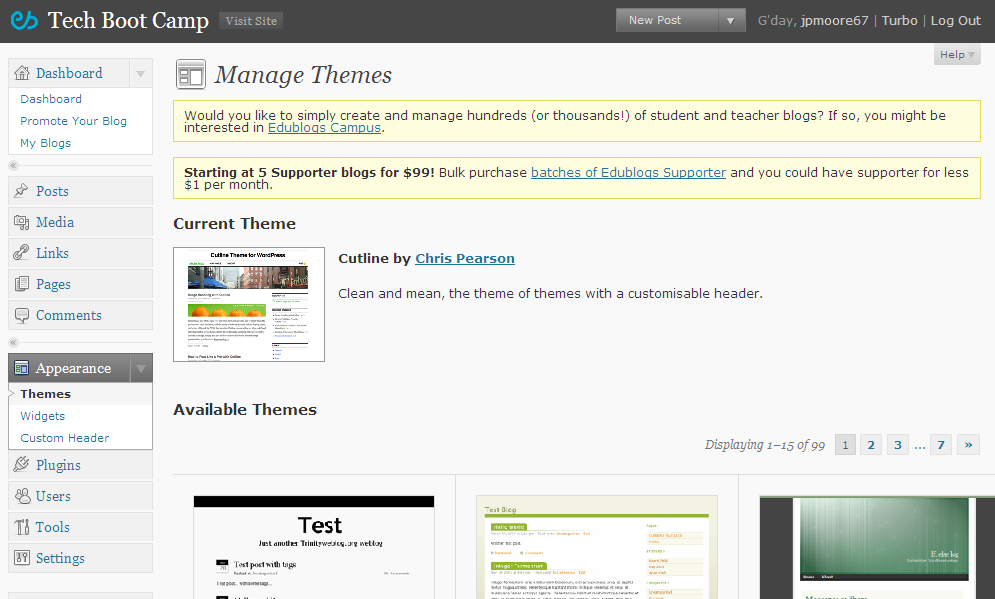 Tech Boot Camp Visit Site New Post G'day, jpmoore67 | Turbo | Log Out
Help
Dashboard
Dashboard
Promote Your Blog
My Blogs
Posts
Media
Links
Pages
Comments
Appearance
Themes
Widgets
Custom Header
Plugins
Users
Tools
Settings
Manage Themes
Would you like to simply create and manage hundreds (or thousands!) of student and teacher blogs? If so, you might be
interested in Edublogs Campus.
Starting at 5 Supporter blogs for $99! Bulk purchase batches of Edublogs Supporter and you could have supporter for less
$1 per month.
Current Theme
Cutline Theme for WordPress
Cutline by Chris Pearson
Clean and mean, the theme of themes with a customisable header.
Available Themes
Displaying 1–15 of 99 1 2 3 ... 7 »
Test
Just another Trinityweblog.org weblog
Test post with tags
Test Blog
Hello world
Integer Fermentum